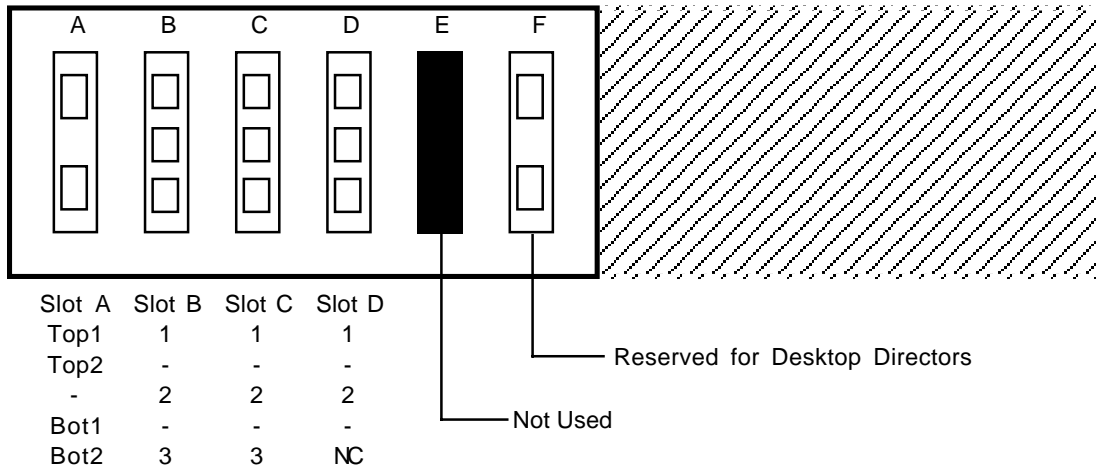 A B C D E F
Slot A Slot B Slot C Slot D
Top1 1 1 1
Top2 - - -
- 2 2 2
Bot1 - - -
Bot2 3 3 NC
Reserved for Desktop Directors
Not Used